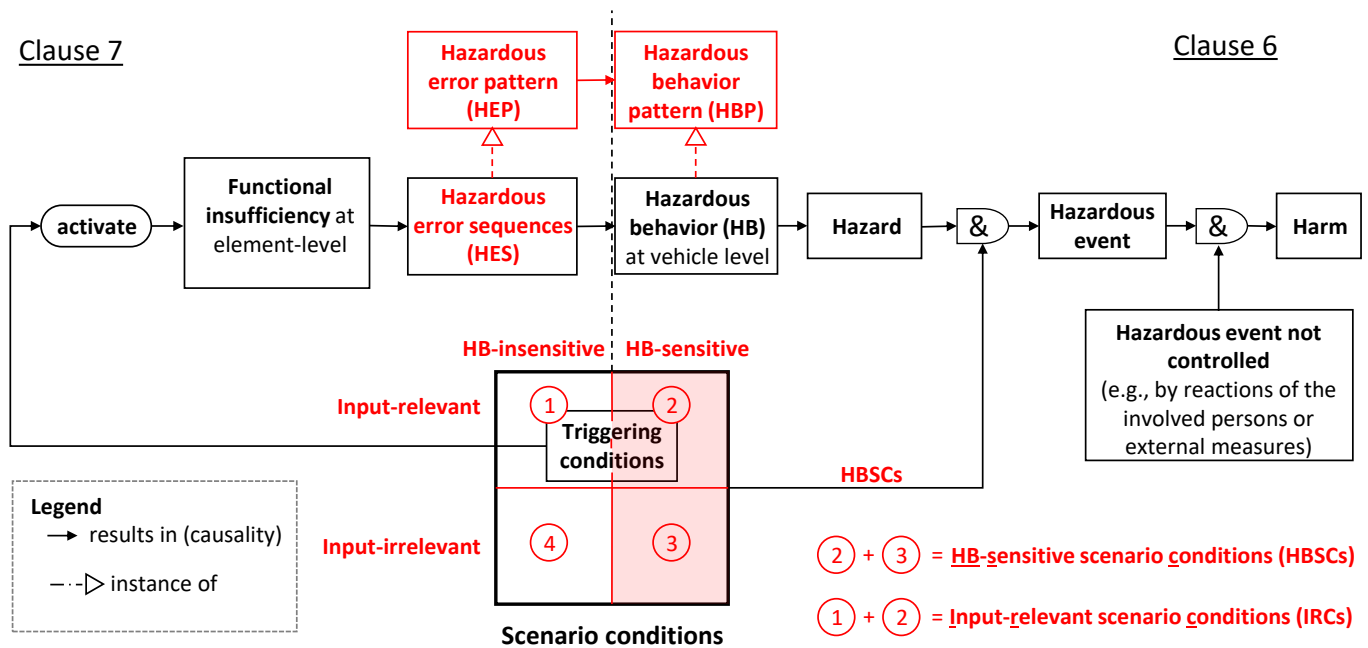 Clause 7
Clause 6
Hazardous
error pattern
(HEP)
Hazardous
behavior
pattern (HBP)
activate
Functional
insufficiency at
element-level
Hazardous
error sequences
(HES)
Hazardous
behavior (HB)
at vehicle level
Hazard
&
Hazardous
event
&
Harm
Hazardous event not
controlled
(e.g., by reactions of the
involved persons or
external measures)
HB-insensitive
HB-sensitive
Input-relevant
1
2
Triggering
conditions
HBSCs
Input-irrelevant
4
3
Scenario conditions
Legend
results in (causality)
instance of
2 + 3 = HB-sensitive scenario conditions (HBSCs)
1 + 2 = Input-relevant scenario conditions (IRCs)